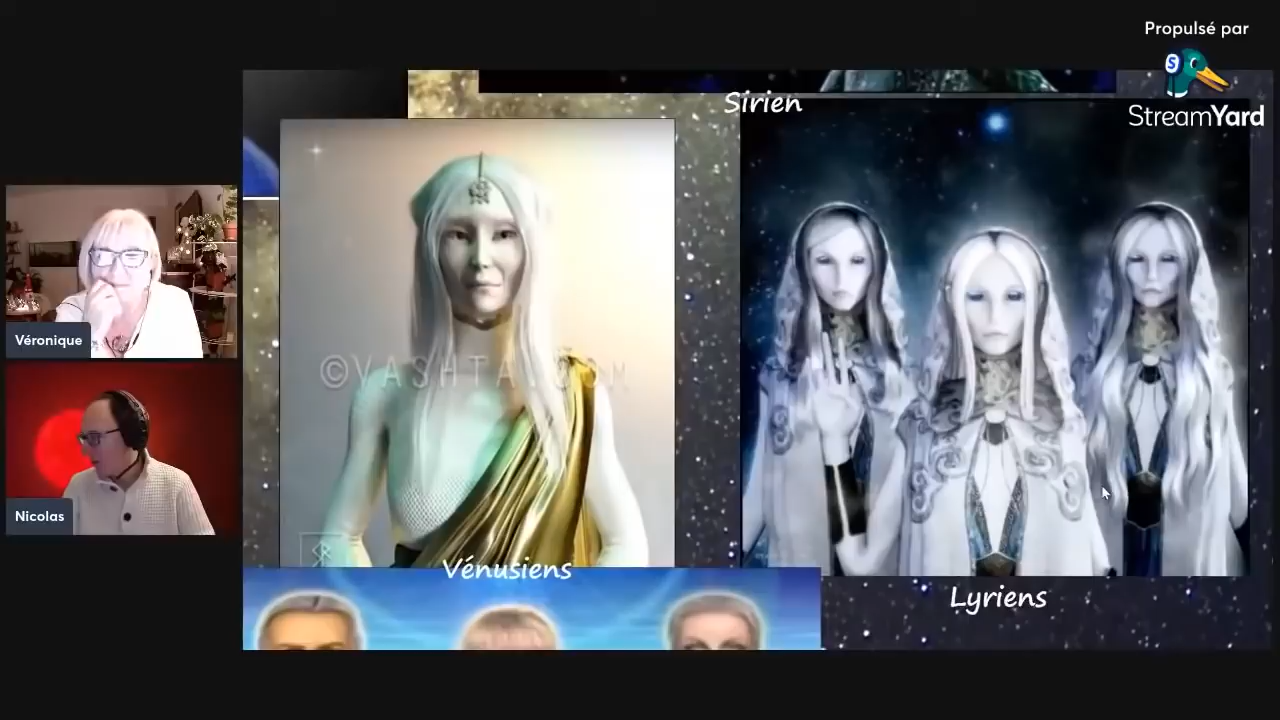 Propulsé par
StreamYard
Sirien
©VASHTA.COM
Véronique
Nicolas
Vénusiens
Lyriens